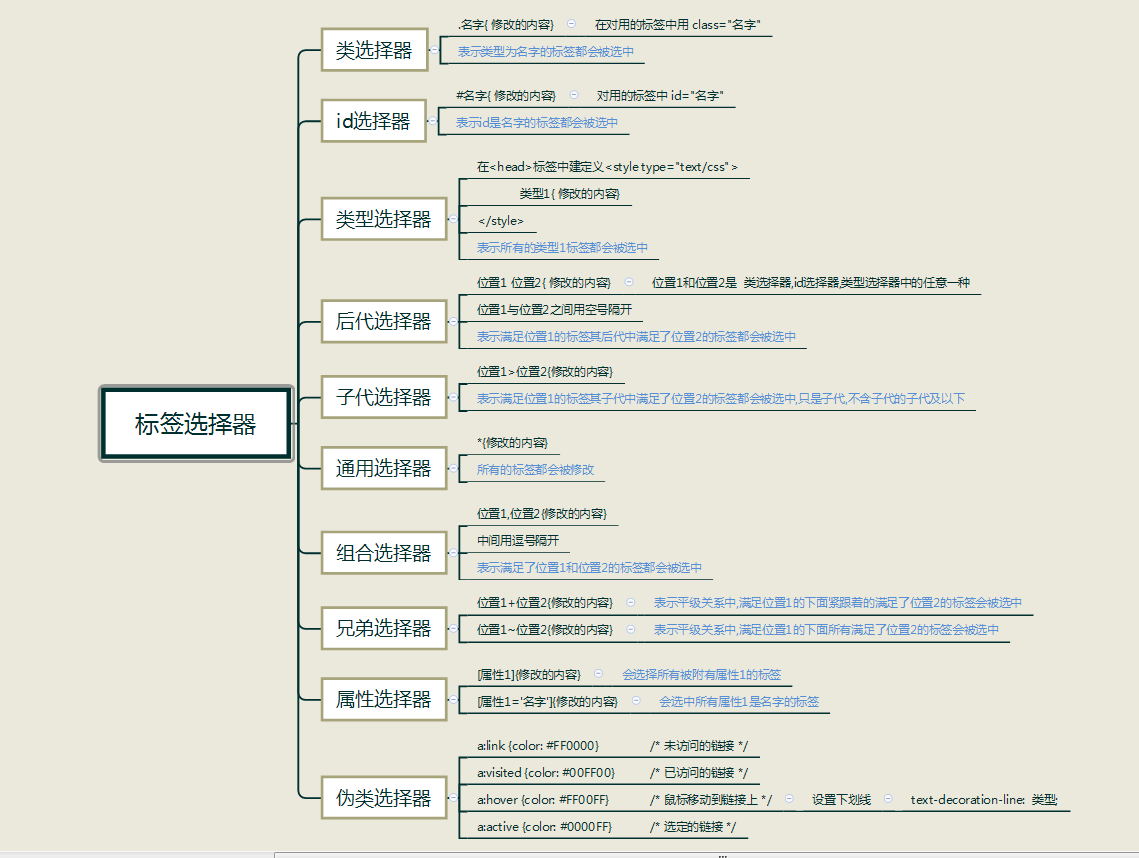 标签选择器
类选择器
.名字{ 修改的内容}
在对用的标签中用 class="名字"
表示类型为名字的标签都会被选中
id选择器
#名字{ 修改的内容}
对用的标签中 id="名字"
表示id是名字的标签都会被选中
类型选择器
在<head>标签中建定义<style type="text/css" >
类型1{ 修改的内容}
</style>
表示所有的类型1标签都会被选中
后代选择器
位置1 位置2{ 修改的内容}
位置1和位置2是 类选择器,id选择器,类型选择器中的任意一种
位置1与位置2之间用空号隔开
表示满足位置1的标签其后代中满足了位置2的标签都会被选中
子代选择器
位置1>位置2{修改的内容}
表示满足位置1的标签其子代中满足了位置2的标签都会被选中,只是子代,不含子代的子代及以下
通用选择器
*{修改的内容}
所有的标签都会被修改
组合选择器
位置1,位置2{修改的内容}
中间用逗号隔开
表示满足了位置1和位置2的标签都会被选中
兄弟选择器
位置1+位置2{修改的内容}
表示平级关系中,满足位置1的下面紧跟着的满足了位置2的标签会被选中
位置1~位置2{修改的内容}
表示平级关系中,满足位置1的下面所有满足了位置2的标签会被选中
属性选择器
[属性1]{修改的内容}
会选择所有被附有属性1的标签
[属性1='名字']{修改的内容}
会选中所有属性1是名字的标签
伪类选择器
a:link {color: #FF0000} /* 未访问的链接 */
a:visited {color: #00FF00} /* 已访问的链接 */
a:hover {color: #FF00FF} /* 鼠标移动到链接上 */
设置下划线
text-decoration-line: 类型;
a:active {color: #0000FF} /* 选定的链接 */